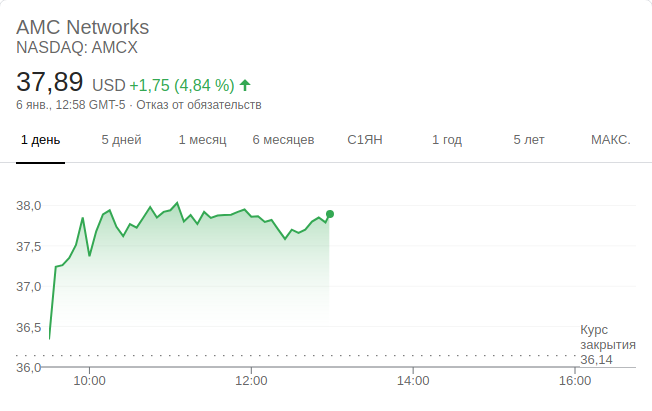 AMC Networks
NASDAQ: AMCX
37,89 USD +1,75 (4,84 %)
6 янв., 12:58 GMT-5 · Отказ от обязательств
1 день 5 дней 1 месяц 6 месяцев С1ЯН 1 год 5 лет МАКС.
38,0
37,5
37,0
36,5
36,0
Курс
закрытия
36,14
10:00 12:00 14:00 16:00